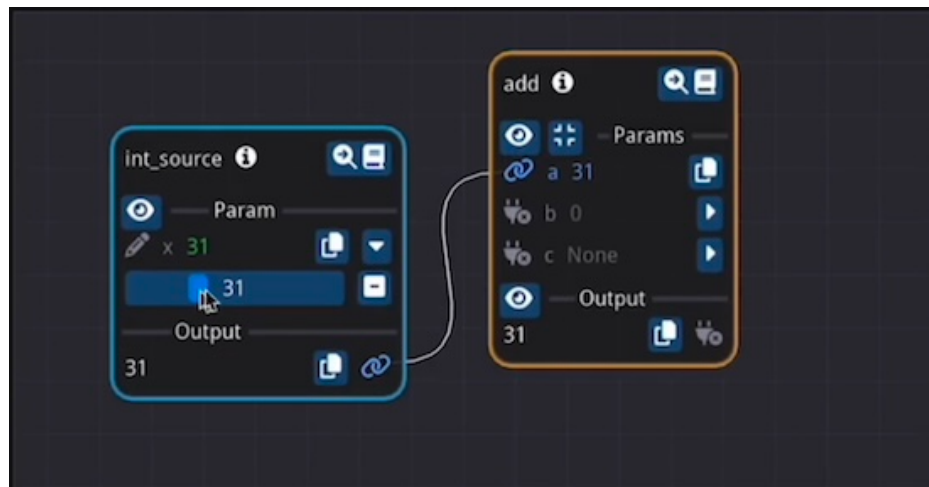 int_source
Param
x 31
31
Output
31
add
Params
a 31
b 0
c None
Output
31